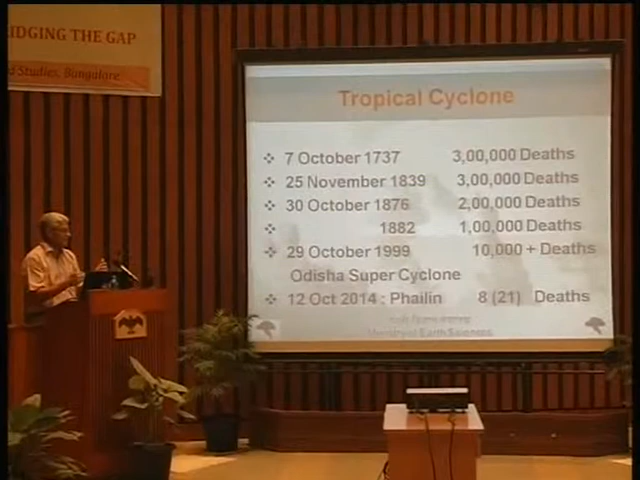 IDGING THE GAP
d Studies, Bangalore
Tropical Cyclone
❖ 7 October 1737 3,00,000 Deaths
❖ 25 November 1839 3,00,000 Deaths
❖ 30 October 1876 2,00,000 Deaths
❖ 1882 1,00,000 Deaths
❖ 29 October 1999 10,000 + Deaths
Odisha Super Cyclone
❖ 12 Oct 2014 : Phailin 8 (21) Deaths
Earth Sciences